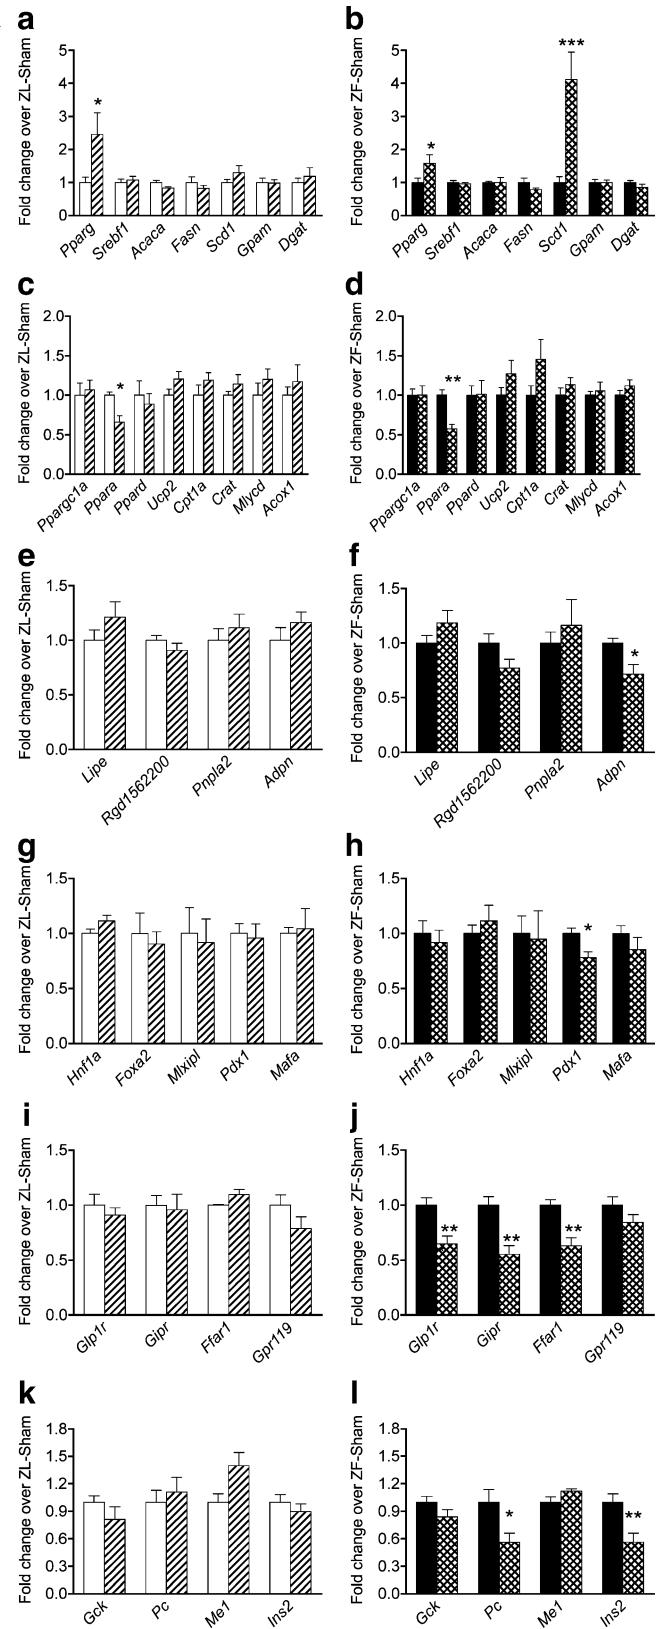 a
Fold change over ZL-Sham
5
4
3
2
1
0
*
Pparg
Srebf1
Acaca
Fasn
Scd1
Gpam
Dgat
b
Fold change over ZF-Sham
5
4
3
2
1
0
*
***
Pparg
Srebf1
Acaca
Fasn
Scd1
Gpam
Dgat
c
Fold change over ZL-Sham
2.0
1.5
1.0
0.5
0.0
*
Ppargc1a
Ppara
Ppard
Ucp2
Cpt1a
Crat
Mlycd
Acox1
d
Fold change over ZF-Sham
2.0
1.5
1.0
0.5
0.0
**
Ppargc1a
Ppara
Ppard
Ucp2
Cpt1a
Crat
Mlycd
Acox1
e
Fold change over ZL-Sham
1.5
1.0
0.5
0.0
Lipe
Rgd1562200
Pnpla2
Adpn
f
Fold change over ZF-Sham
1.5
1.0
0.5
0.0
*
Lipe
Rgd1562200
Pnpla2
Adpn
g
Fold change over ZL-Sham
1.5
1.0
0.5
0.0
Hnf1a
Foxa2
Mlxipl
Pdx1
Mafa
h
Fold change over ZF-Sham
1.5
1.0
0.5
0.0
*
Hnf1a
Foxa2
Mlxipl
Pdx1
Mafa
i
Fold change over ZL-Sham
1.5
1.0
0.5
0.0
Glp1r
Gipr
Ffar1
Gpr119
j
Fold change over ZF-Sham
1.5
1.0
0.5
0.0
**
**
**
Glp1r
Gipr
Ffar1
Gpr119
k
Fold change over ZL-Sham
1.8
1.5
1.2
0.9
0.6
0.3
0.0
Gck
Pc
Me1
Ins2
l
Fold change over ZF-Sham
1.8
1.5
1.2
0.9
0.6
0.3
0.0
*
**
Gck
Pc
Me1
Ins2